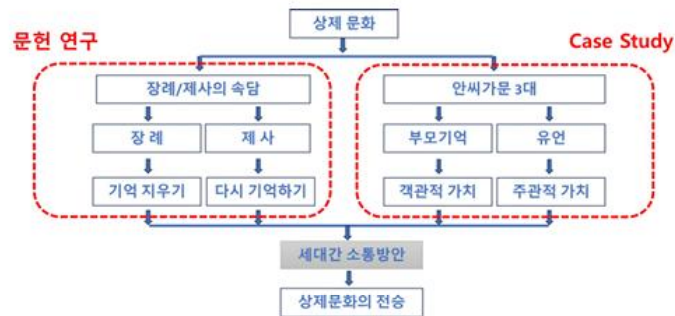 상제 문화
문헌 연구
Case Study
장례/제사의 속담
안씨가문 3대
장 례
제 사
부모기억
유언
기억 지우기
다시 기억하기
객관적 가치
주관적 가치
세대간 소통방안
상제문화의 전승